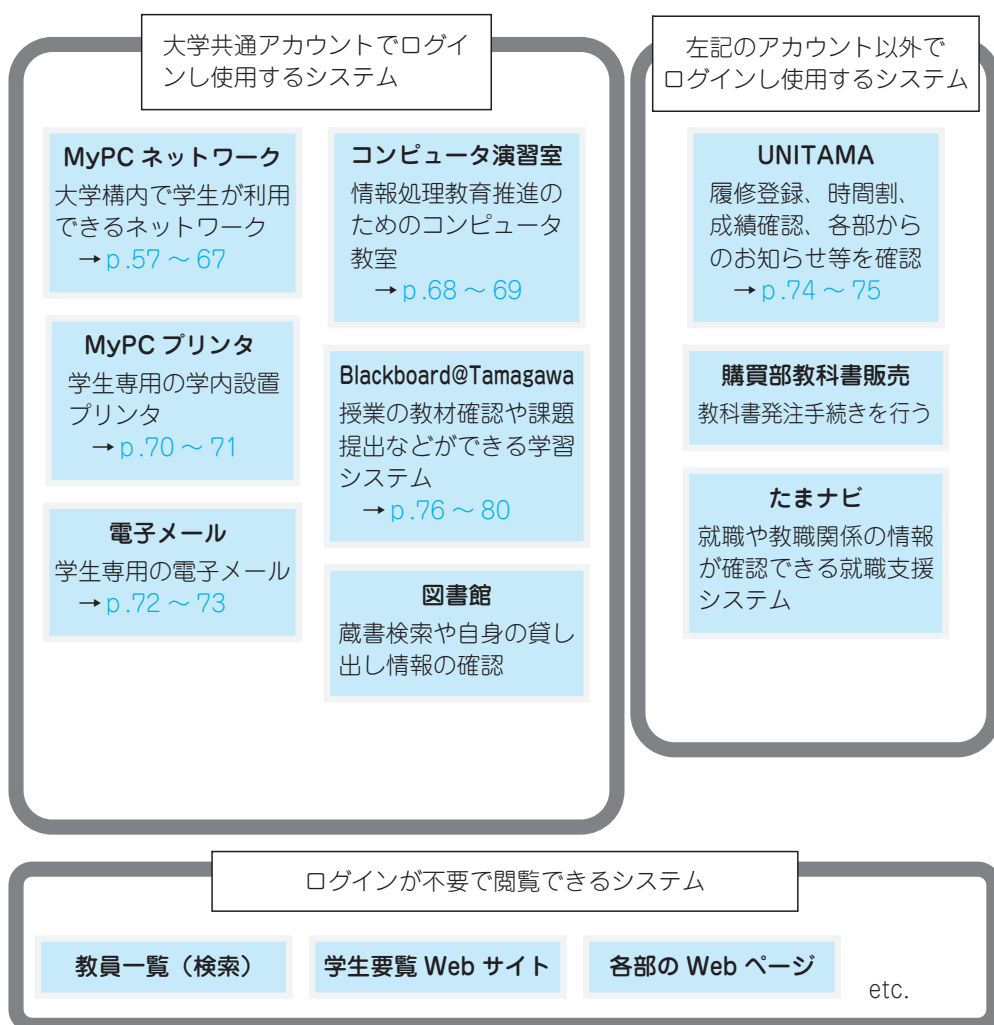 大学共通アカウントでログイ
ンし使用するシステム
MyPC ネットワーク
大学構内で学生が利用
できるネットワーク
→p.57 ～ 67
MyPC プリンタ
学生専用の学内設置
プリンタ
→p.70 ～ 71
電子メール
学生専用の電子メール
→p.72 ～ 73
コンピュータ演習室
情報処理教育推進の
ためのコンピュータ
教室
→p.68 ～ 69
Blackboard@Tamagawa
授業の教材確認や課題
提出などができる学習
システム
→p.76 ～ 80
図書館
蔵書検索や自身の貸し
出し情報の確認
左記のアカウント以外で
ログインし使用するシステム
UNITAMA
履修登録、時間割、
成績確認、各部から
のお知らせ等を確認
→p.74 ～ 75
購買部教科書販売
教科書発注手続きを行う
たまナビ
就職や教職関係の情報
が確認できる就職支援
システム
ログインが不要で閲覧できるシステム
教員一覧（検索）
学生要覧 Web サイト
各部の Web ページ
etc.